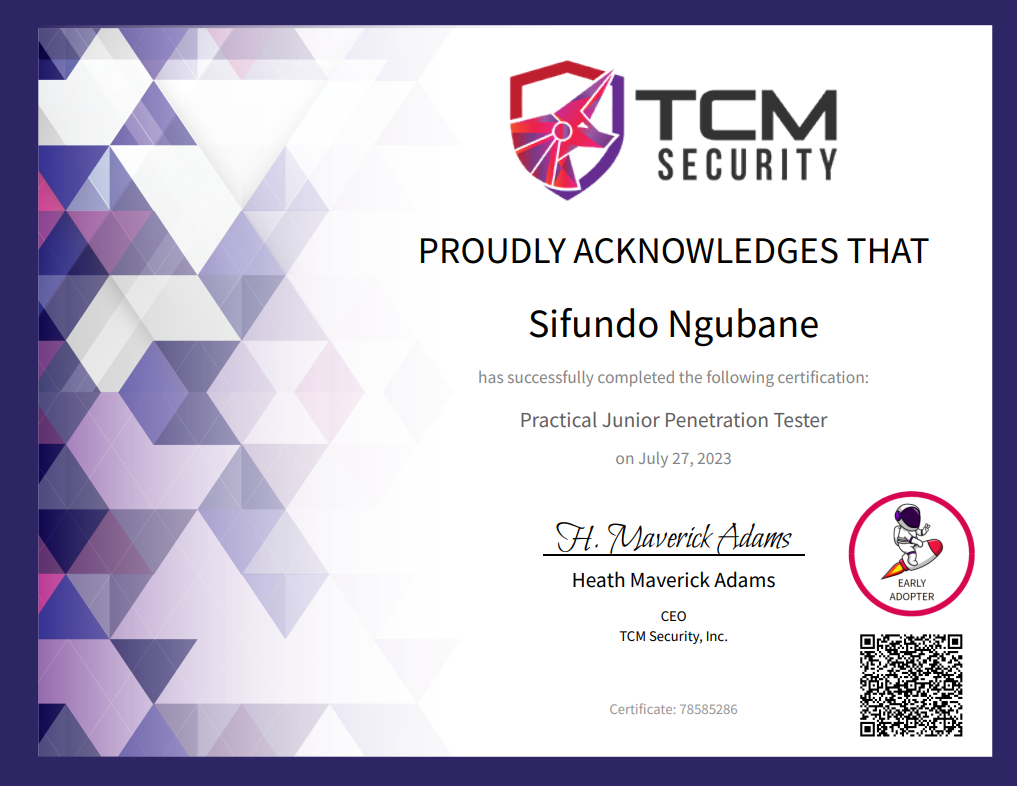 TCM
SECURITY
PROUDLY ACKNOWLEDGES THAT
Sifundo Ngubane
has successfully completed the following certification:
Practical Junior Penetration Tester
on July 27, 2023
H. Maverick Adams
Heath Maverick Adams
CEO
TCM Security, Inc.
EARLY
ADOPTER
Certificate: 78585286